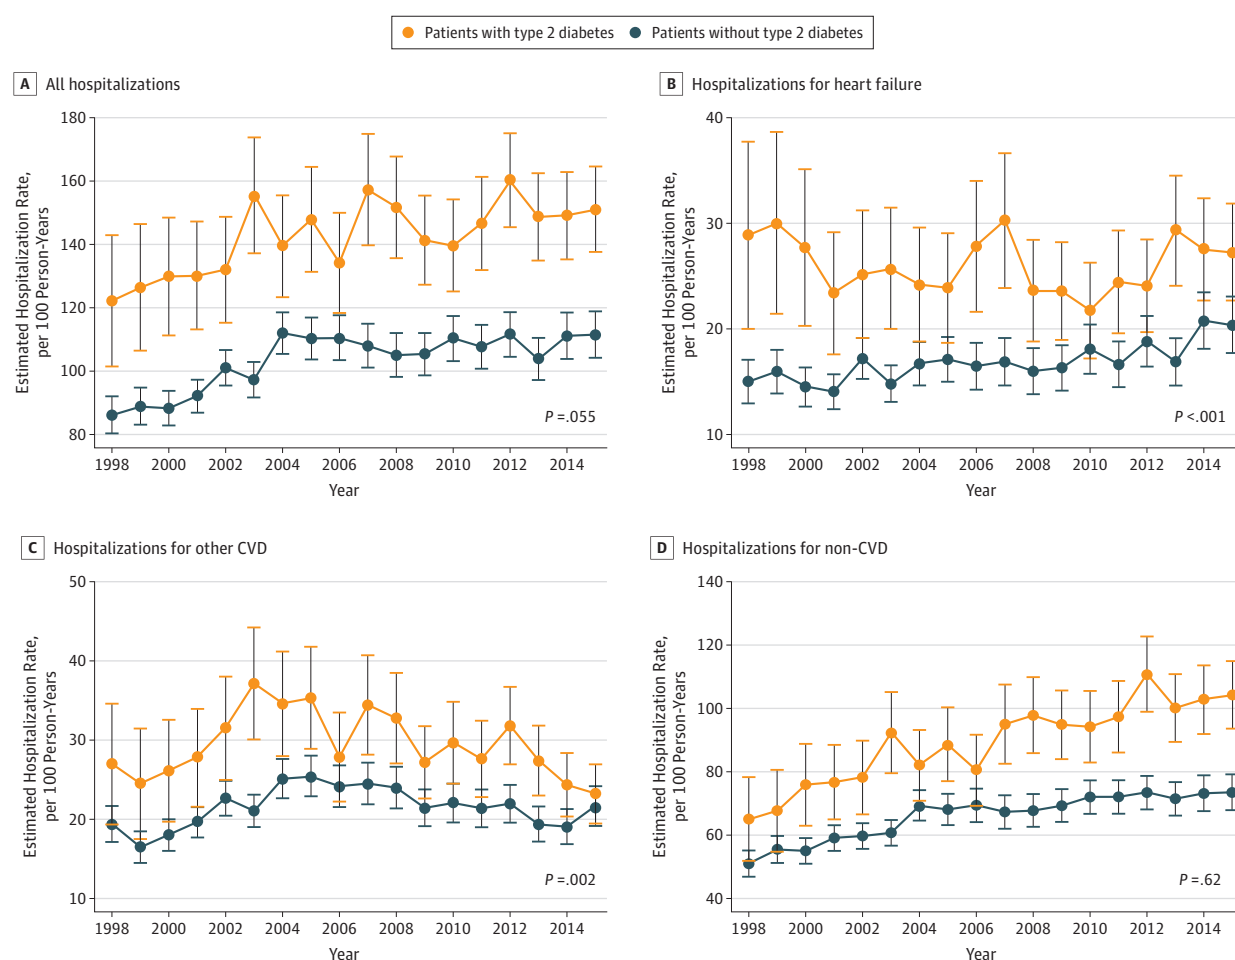 Patients with type 2 diabetes Patients without type 2 diabetes
A All hospitalizations
Estimated Hospitalization Rate,
per 100 Person-Years
180
160
140
120
100
80
P =.055
1998 2000 2002 2004 2006 2008 2010 2012 2014
Year
B Hospitalizations for heart failure
Estimated Hospitalization Rate,
per 100 Person-Years
40
30
20
10
P <.001
1998 2000 2002 2004 2006 2008 2010 2012 2014
Year
C Hospitalizations for other CVD
Estimated Hospitalization Rate,
per 100 Person-Years
50
40
30
20
10
P =.002
1998 2000 2002 2004 2006 2008 2010 2012 2014
Year
D Hospitalizations for non-CVD
Estimated Hospitalization Rate,
per 100 Person-Years
140
120
100
80
60
40
P =.62
1998 2000 2002 2004 2006 2008 2010 2012 2014
Year